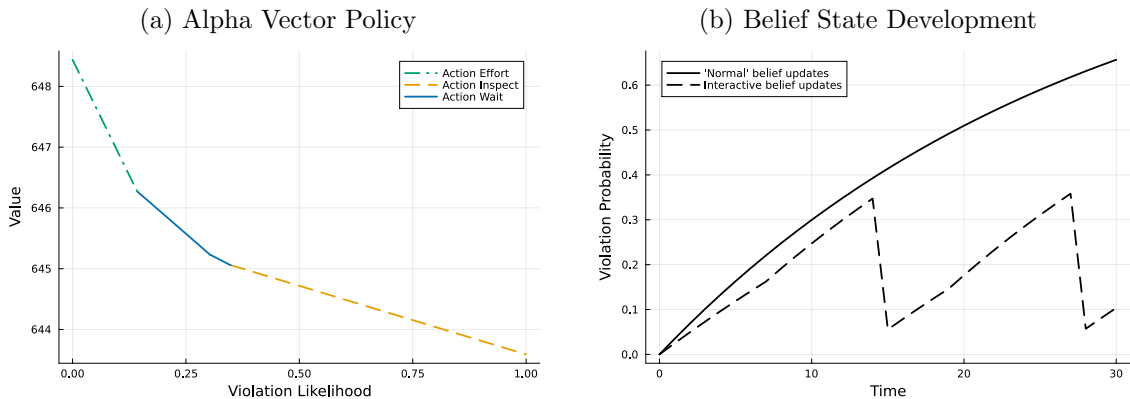 (a) Alpha Vector Policy
Action Effort
Action Inspect
Action Wait
648
647
646
645
644
Value
0.00
0.25
0.50
0.75
1.00
Violation Likelihood
(b) Belief State Development
'Normal' belief updates
Interactive belief updates
0.6
0.5
0.4
0.3
0.2
0.1
0.0
Violation Probability
0
10
20
30
Time